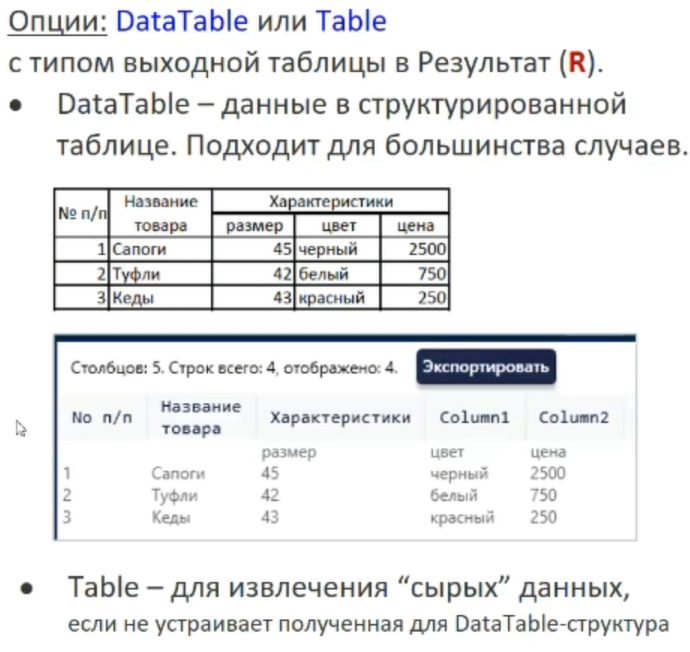 Опции: DataTable или Table
с типом выходной таблицы в Результат (R).
• DataTable – данные в структурированной
таблице. Подходит для большинства случаев.
№ п/п Название товара Характеристики
размер цвет цена
1 Сапоги 45 черный 2500
2 Туфли 42 белый 750
3 Кеды 43 красный 250
Столбцов: 5. Строк всего: 4, отображено: 4. Экспортировать
No п/п Название товара Характеристики Column1 Column2
размер цвет цена
1 Сапоги 45 черный 2500
2 Туфли 42 белый 750
3 Кеды 43 красный 250
• Table – для извлечения “сырых” данных,
если не устраивает полученная для DataTable-структура